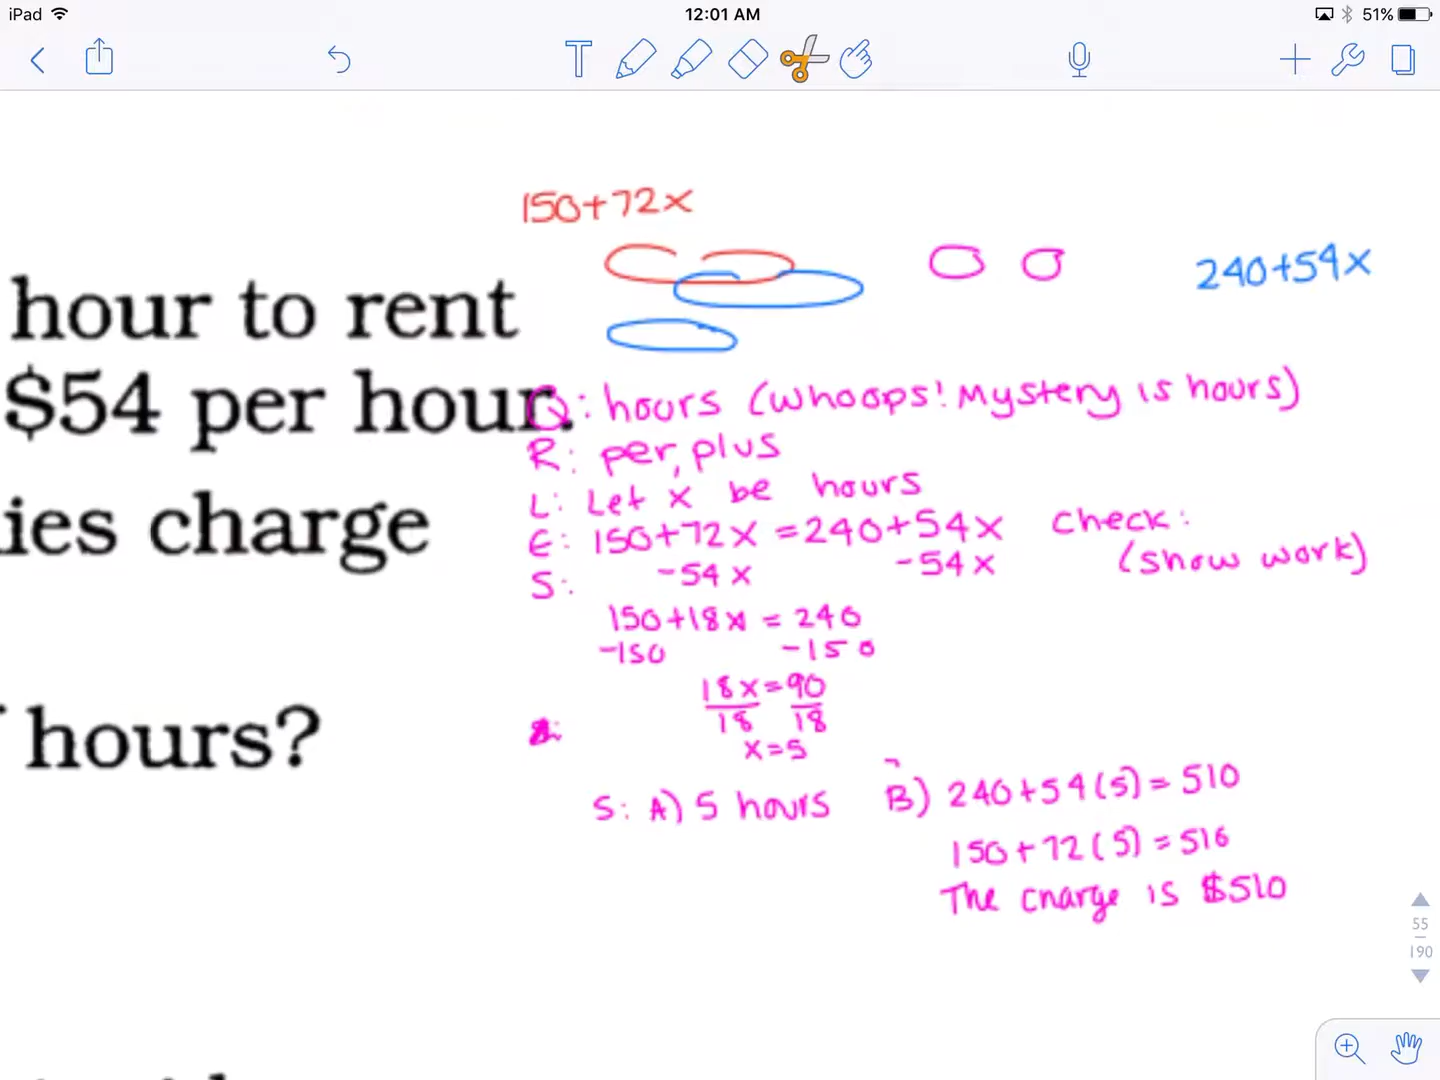 iPad
12:01 AM
51%
150+72x
240+54x
hour to rent
$54 per hour.
ies charge
hours?
Q: hours (whoops! Mystery is hours)
R: per, plus
L: Let x be hours
E: 150+72x = 240+54x
S: -54x -54x
150+18x = 240
-150 -150
18x=90
18 18
x=5
Check:
(show work)
S: A) 5 hours
B) 240+54(5)=510
150+72(5)=510
The charge is $510
55
190